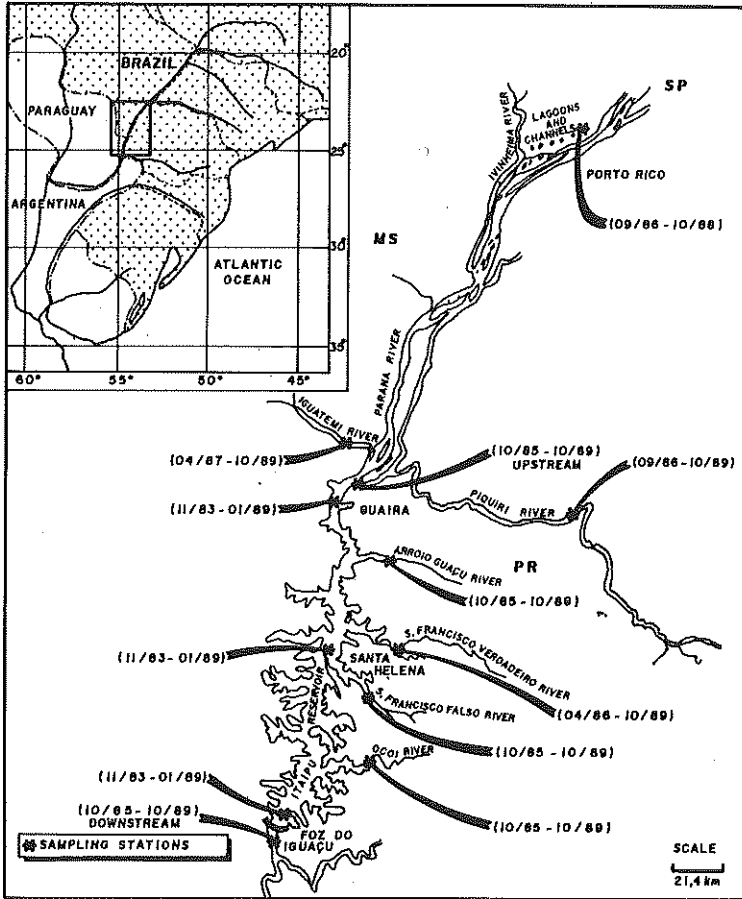 BRAZIL
PARAGUAY
ARGENTINA
ATLANTIC
OCEAN
20°
25°
30°
35°
60°
55°
50°
45°
SP
IVINHEIMA RIVER
LAGOONS
AND
CHANNELS
PORTO RICO
(09/86-10/88)
MS
PARANA RIVER
IGUATEMI RIVER
(04/87-10/89)
(10/85-10/89)
UPSTREAM
(09/86-10/89)
(11/83-01/89)
GUAIRA
PIQUIRI RIVER
ARROIO GUAÇU RIVER
PR
(10/85-10/89)
(11/83-01/89)
SANTA
HELENA
S. FRANCISCO VERDADEIRO RIVER
(04/86-10/89)
S. FRANCISCO FALSO RIVER
(10/85-10/89)
ITAIPU RESERVOIR
OCOI RIVER
(11/83-01/89)
(10/85-10/89)
DOWNSTREAM
(10/85-10/89)
FOZ DO
IGUAÇU
SAMPLING STATIONS
SCALE
21,4 km